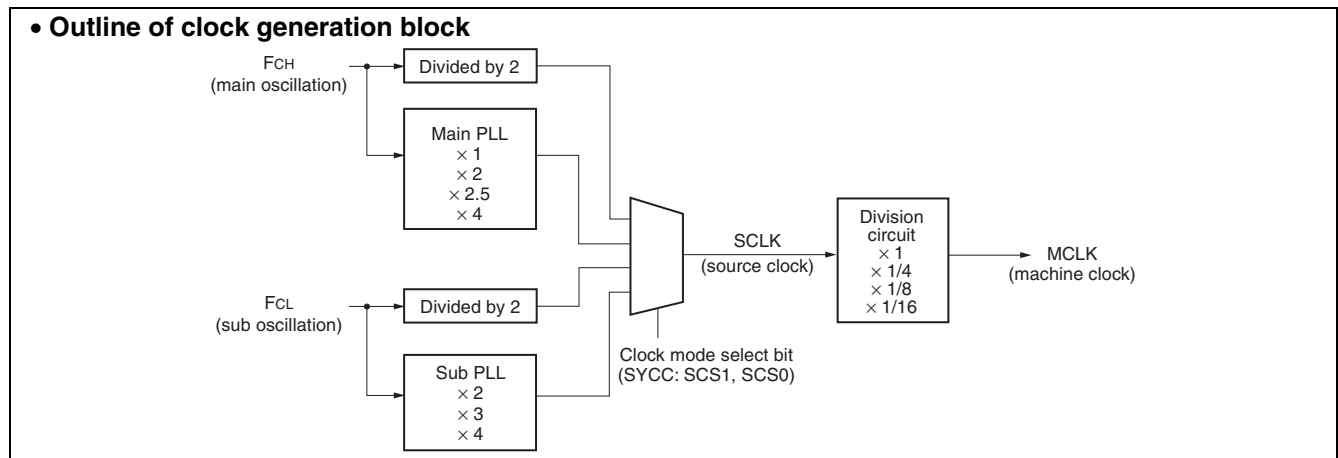 • Outline of clock generation block
FCH
(main oscillation)
Divided by 2
Main PLL
× 1
× 2
× 2.5
× 4
FCL
(sub oscillation)
Divided by 2
Sub PLL
× 2
× 3
× 4
Clock mode select bit
(SYCC: SCS1, SCS0)
SCLK
(source clock)
Division
circuit
× 1
× 1/4
× 1/8
× 1/16
MCLK
(machine clock)